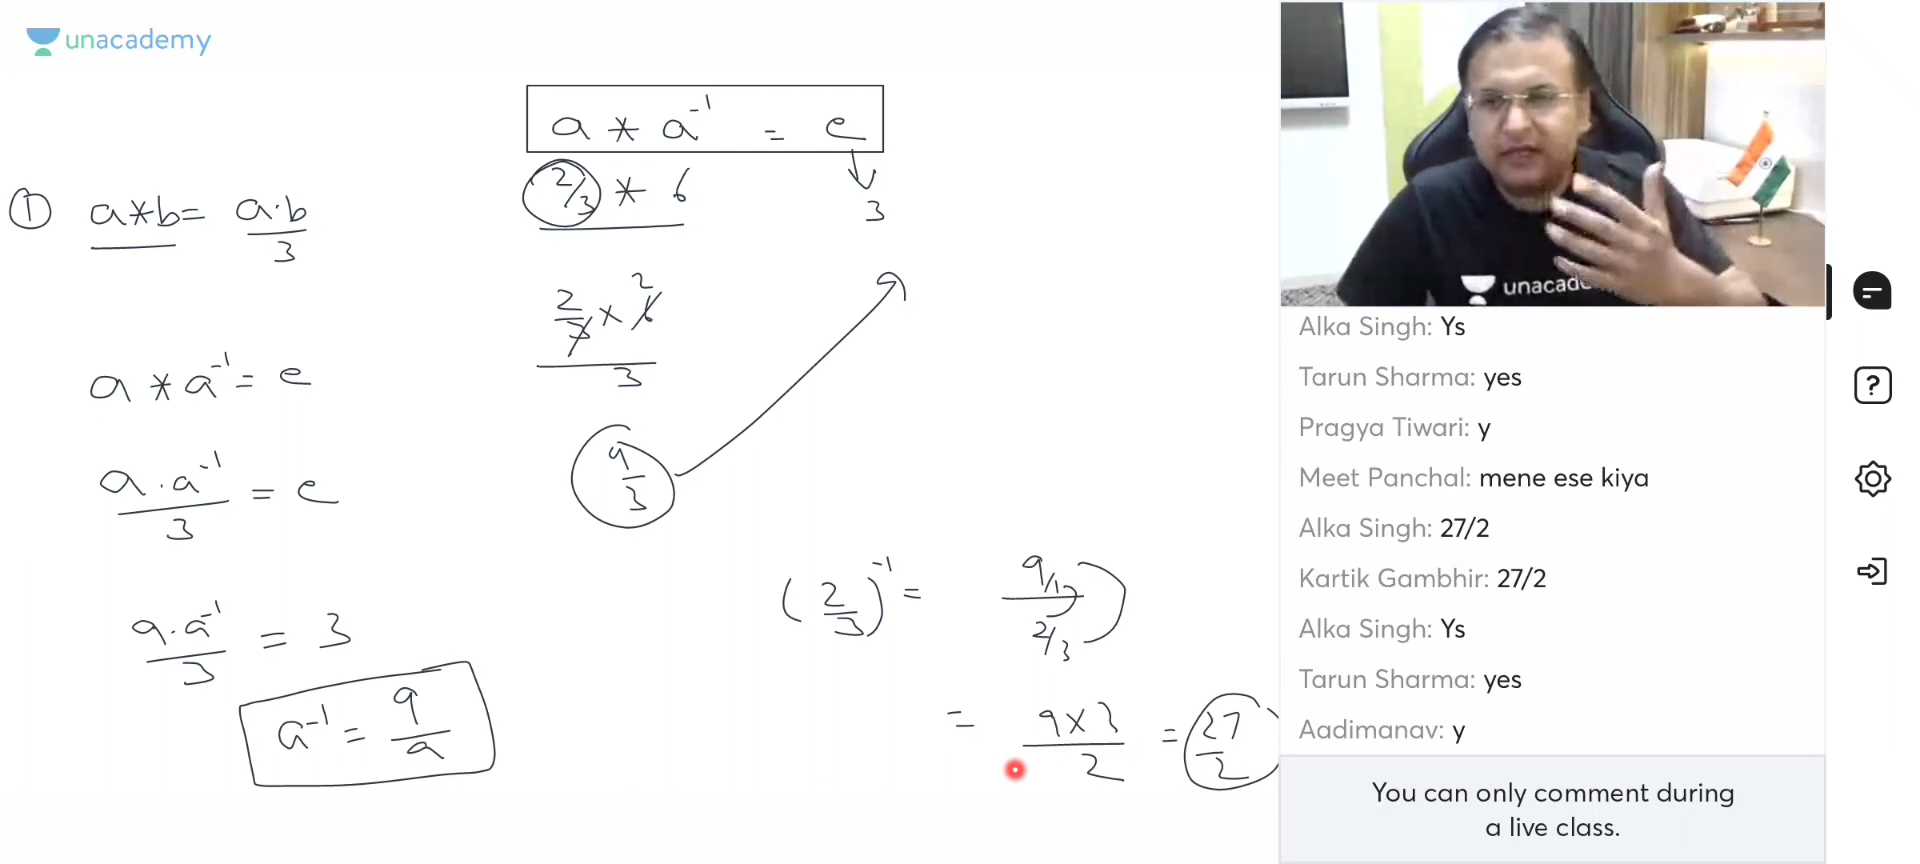 unacademy
a * a⁻¹ = e
2/3 * 6
3
① a*b = a·b/3
2/3 × 6 2
3
a * a⁻¹ = e
9/3
a·a⁻¹/3 = e
(2/3)⁻¹ = 9/1 / 2/3
a·a⁻¹/3 = 3
a⁻¹ = 9/a
= 9×3/2 = 27/2
unacade
Alka Singh: Ys
Tarun Sharma: yes
Pragya Tiwari: y
Meet Panchal: mene ese kiya
Alka Singh: 27/2
Kartik Gambhir: 27/2
Alka Singh: Ys
Tarun Sharma: yes
Aadimanav: y
You can only comment during
a live class.